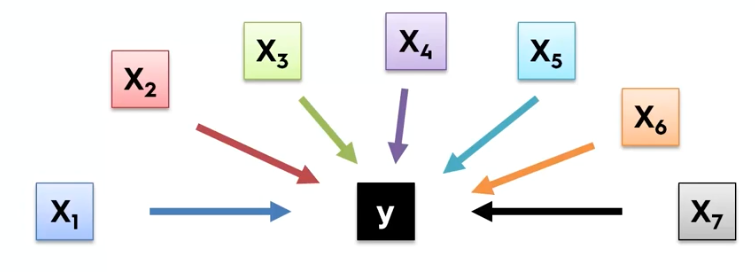 X₁
X₂
X₃
X₄
X₅
X₆
X₇
y